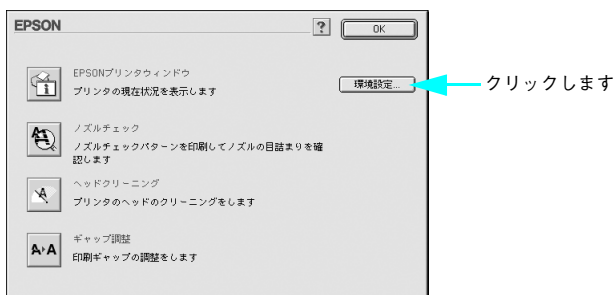 EPSON
? OK
EPSONプリンタウィンドウ
プリンタの現在状況を表示します
環境設定...
クリックします
ノズルチェック
ノズルチェックパターンを印刷してノズルの目詰まりを確
認します
ヘッドクリーニング
プリンタのヘッドのクリーニングをします
A▸A
ギャップ調整
印刷ギャップの調整をします